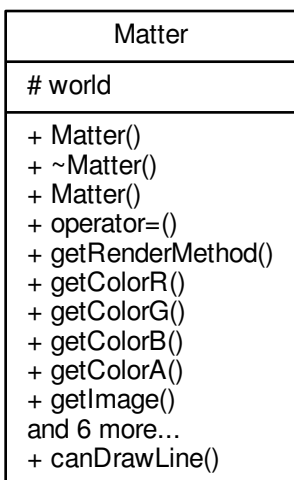 Matter
# world
+ Matter()
+ ~Matter()
+ Matter()
+ operator=()
+ getRenderMethod()
+ getColorR()
+ getColorG()
+ getColorB()
+ getColorA()
+ getImage()
and 6 more...
+ canDrawLine()